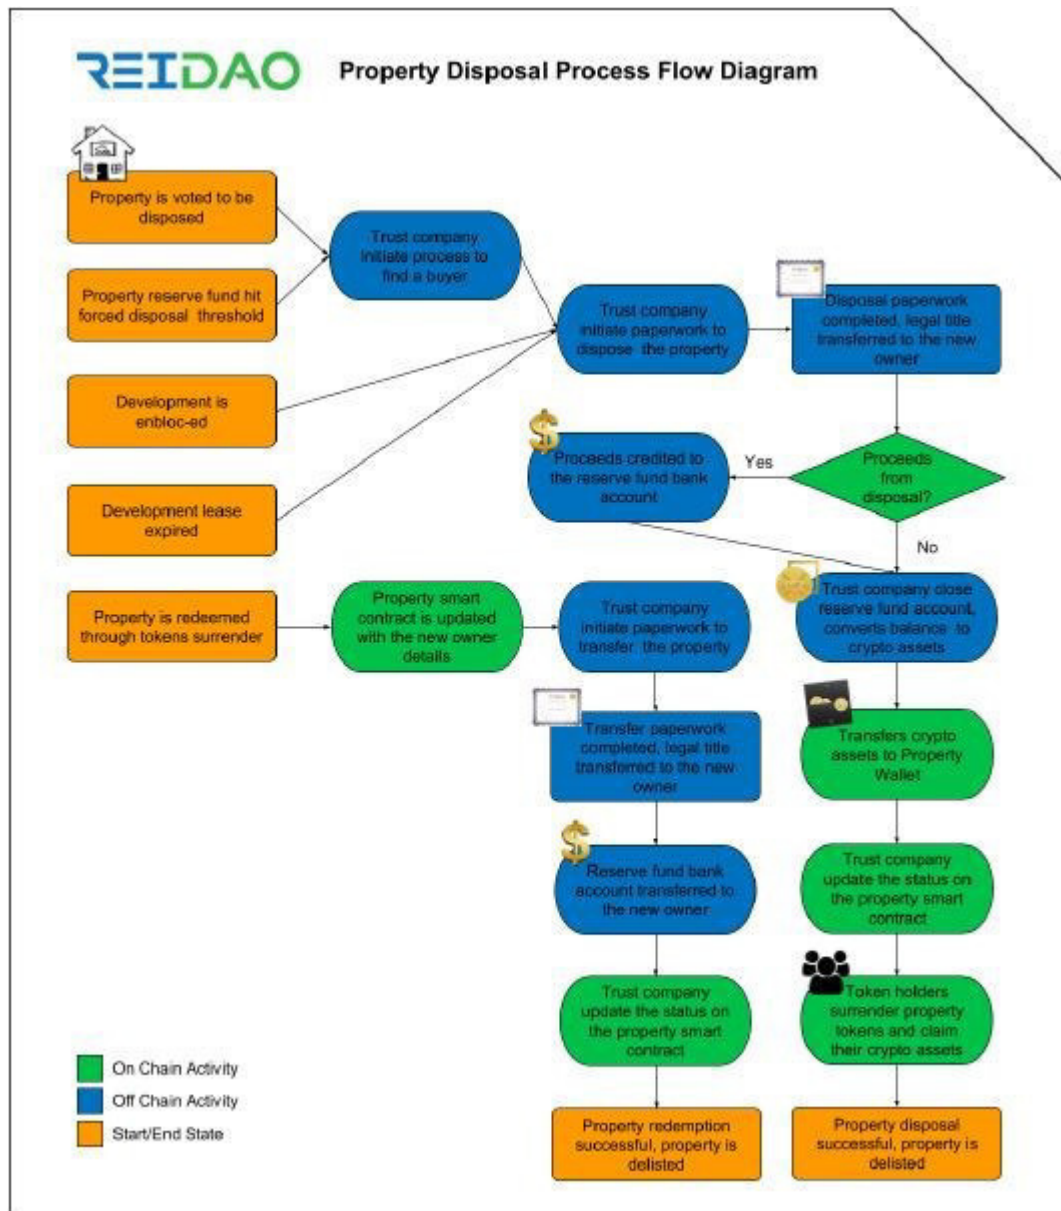 REIDAO
Property Disposal Process Flow Diagram
Property is voted to be
disposed
Trust company
initiate process to
find a buyer
Property reserve fund hit
forced disposal threshold
Trust company
initiate paperwork to
dispose the property
Disposal paperwork
completed, legal title
transferred to the new
owner
Development is
enbloc-ed
Proceeds credited to
the reserve fund bank
account
Yes
Proceeds
from
disposal?
Development lease
expired
No
Property is redeemed
through tokens surrender
Property smart
contract is updated
with the new owner
details
Trust company
initiate paperwork to
transfer the property
Trust company close
reserve fund account,
converts balance to
crypto assets
Transfer paperwork
completed, legal title
transferred to the new
owner
Transfers crypto
assets to Property
Wallet
Reserve fund bank
account transferred to
the new owner
Trust company
update the status on
the property smart
contract
Trust company
update the status on
the property smart
contract
Token holders
surrender property
tokens and claim
their crypto assets
On Chain Activity
Off Chain Activity
Start/End State
Property redemption
successful, property is
delisted
Property disposal
successful, property is
delisted